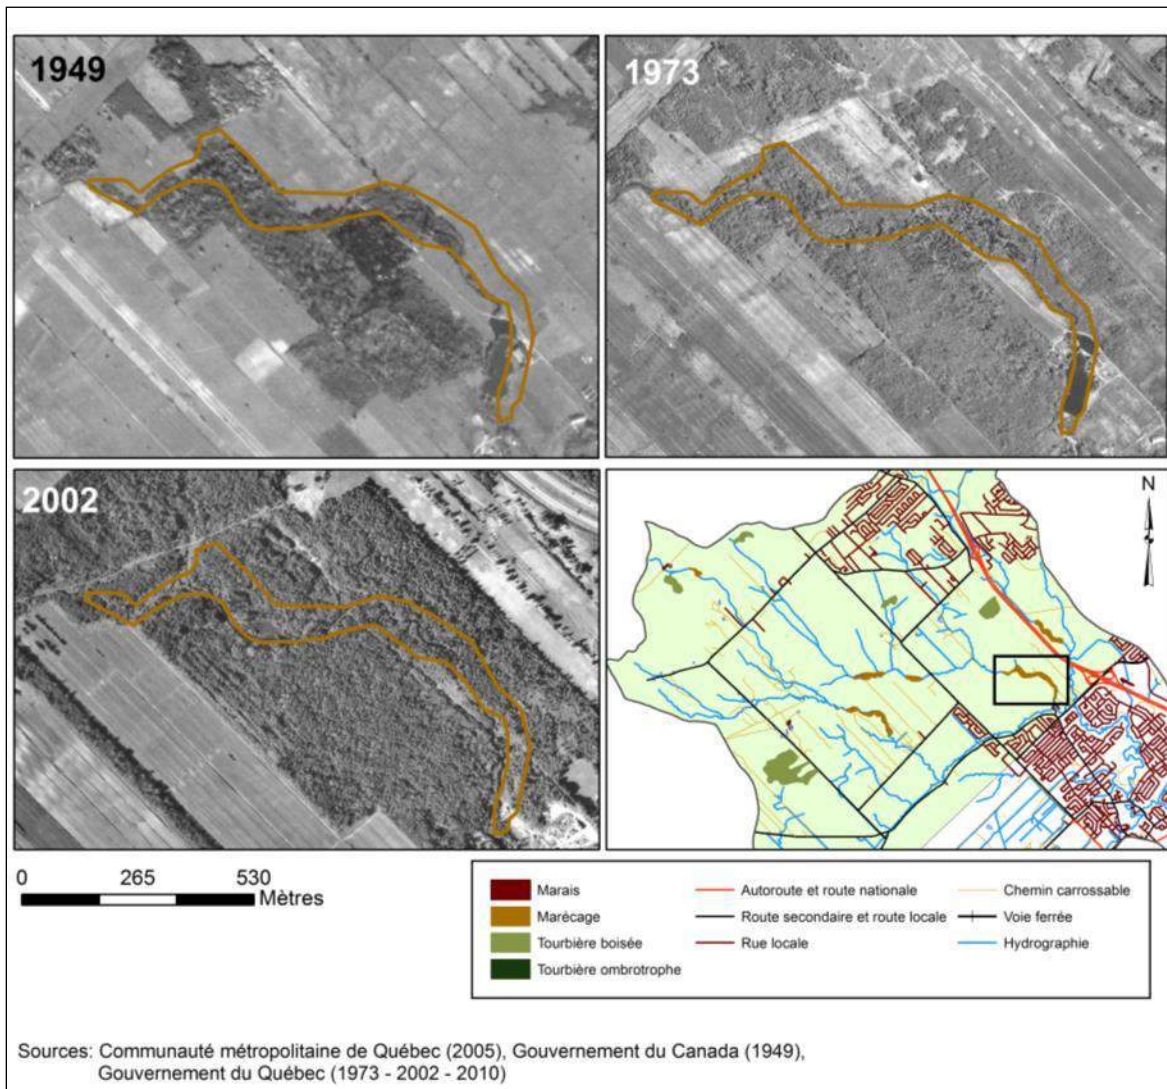 1949
1973
2002
N
0 265 530
Mètres
Marais
Marécage
Tourbière boisée
Tourbière ombrotrophe
Autoroute et route nationale
Route secondaire et route locale
Rue locale
Chemin carrossable
Voie ferrée
Hydrographie
Sources: Communauté métropolitaine de Québec (2005), Gouvernement du Canada (1949),
Gouvernement du Québec (1973 - 2002 - 2010)